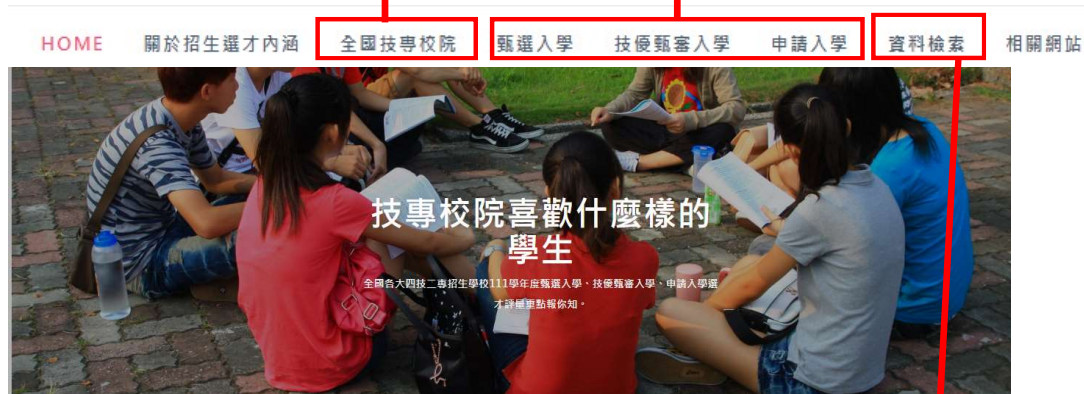 HOME 關於招生選才內涵 全國技專校院 甄選入學 技優甄審入學 申請入學 資料檢索 相關網站
技專校院喜歡什麼樣的
學生
全國各大四技二專招生學校111學年度甄選入學、技優甄審入學、申請入學選
才評量重點報你知。